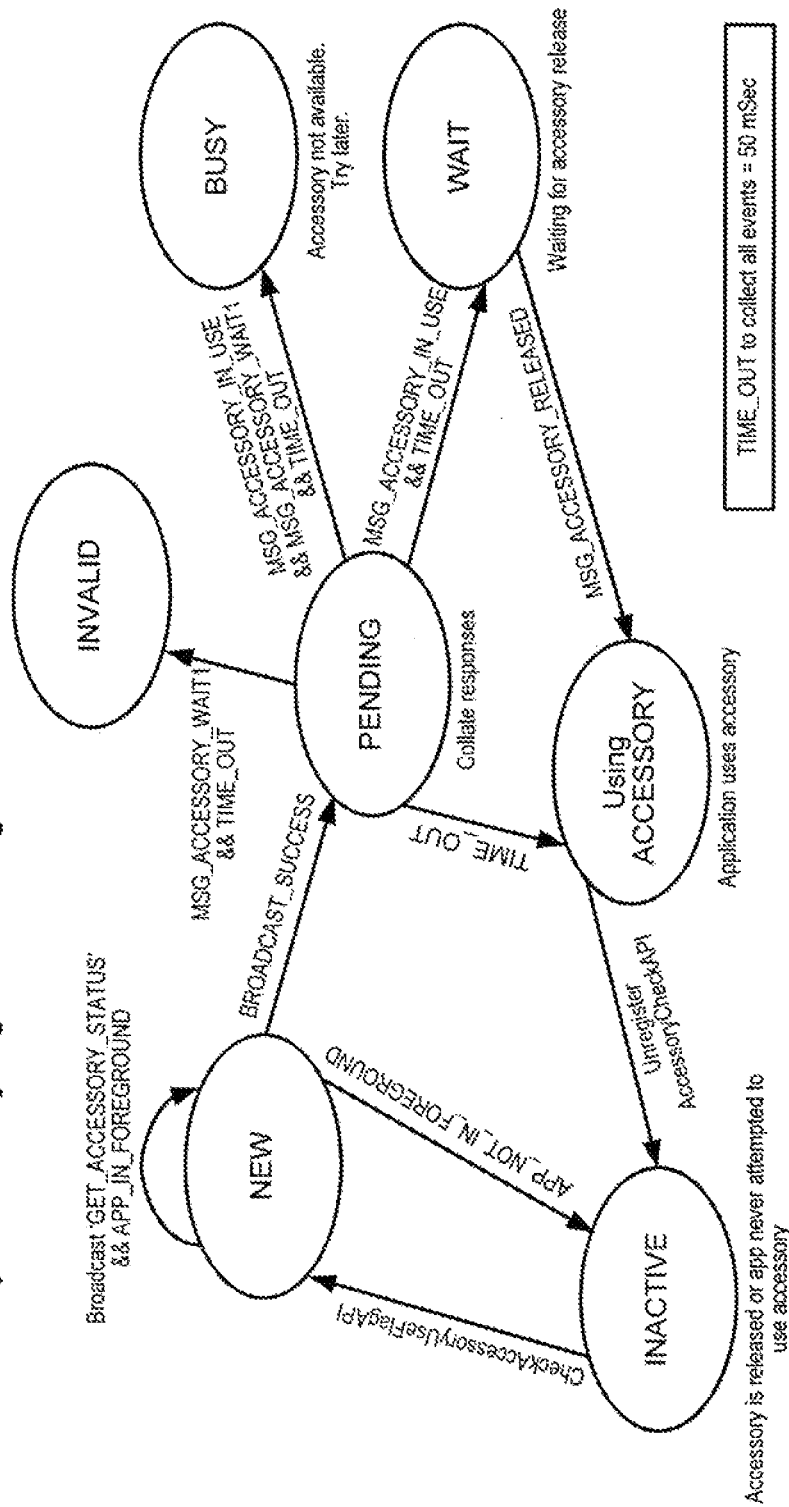 Broadcast 'GET_ACCESSORY_STATUS'
&& APP_IN_FOREGROUND
NEW
BROADCAST_SUCCESS
APP_NOT_IN_FOREGROUND
CheckAccessoryUseFlagAPI
INACTIVE
Accessory is released or app never attempted to
use accessory
INVALID
MSG_ACCESSORY_WAIT1
&& TIME_OUT
PENDING
Collate responses
TIME_OUT
Using
ACCESSORY
Application uses accessory
Unregister
AccessoryCheckAPI
BUSY
Accessory not available.
Try later.
MSG_ACCESSORY_IN_USE
&& MSG_ACCESSORY_WAIT1
&& TIME_OUT
MSG_ACCESSORY_IN_USE
&& TIME_OUT
WAIT
Waiting for accessory release
MSG_ACCESSORY_RELEASED
TIME_OUT to collect all events = 50 mSec